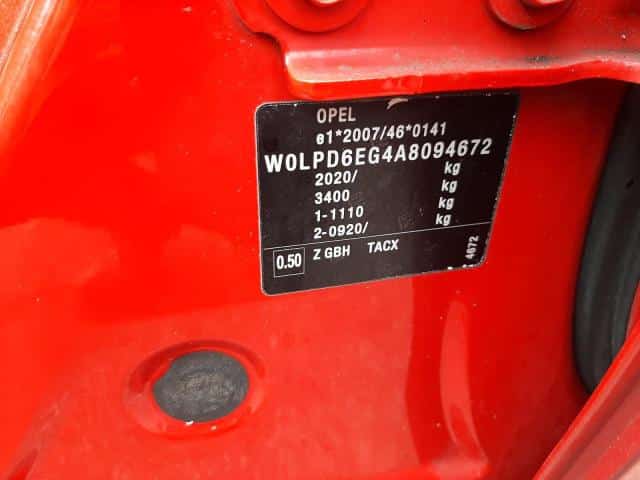 OPEL
e1*2007/46*0141
W0LPD6EG4A8094672
2020/ kg
3400 kg
1-1110 kg
2-0920/ kg
0.50 Z GBH TACX
4672